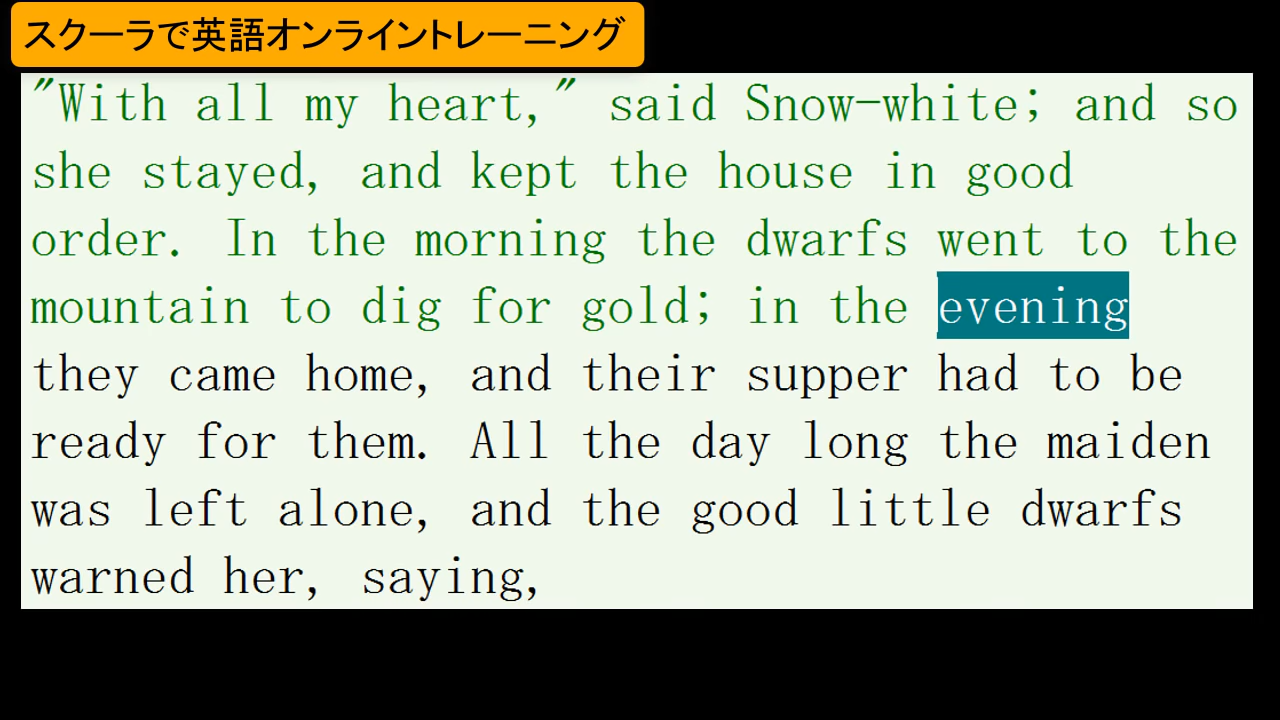 スクーラで英語オンライントレーニング
"With all my heart," said Snow-white; and so
she stayed, and kept the house in good
order. In the morning the dwarfs went to the
mountain to dig for gold; in the evening
they came home, and their supper had to be
ready for them. All the day long the maiden
was left alone, and the good little dwarfs
warned her, saying,